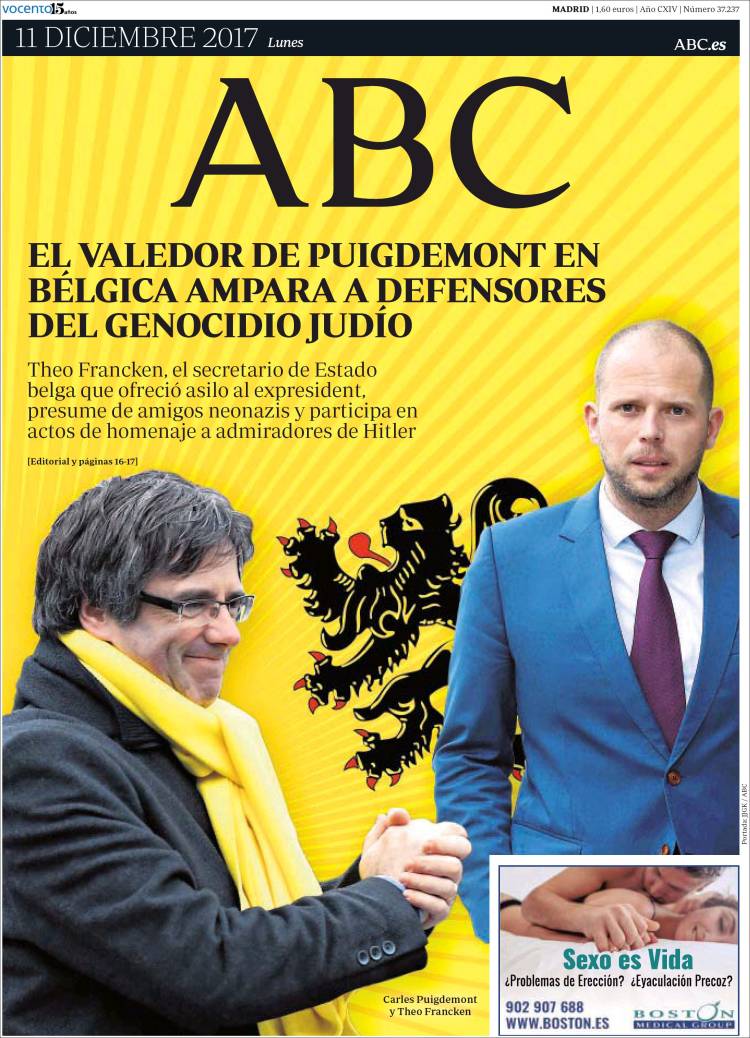 vocento 15 años
MADRID | 1,60 euros | Año CXIV | Número 37.237
11 DICIEMBRE 2017 Lunes
ABC.es
ABC
EL VALEDOR DE PUIGDEMONT EN
BÉLGICA AMPARA A DEFENSORES
DEL GENOCIDIO JUDÍO
Theo Francken, el secretario de Estado
belga que ofreció asilo al expresident,
presume de amigos neonazis y participa en
actos de homenaje a admiradores de Hitler
[Editorial y páginas 16-17]
Portada: JJGK / ABC
Carles Puigdemont
y Theo Francken
Sexo es Vida
¿Problemas de Erección? ¿Eyaculación Precoz?
902 907 688
WWW.BOSTON.ES
BOSTON
MEDICAL GROUP